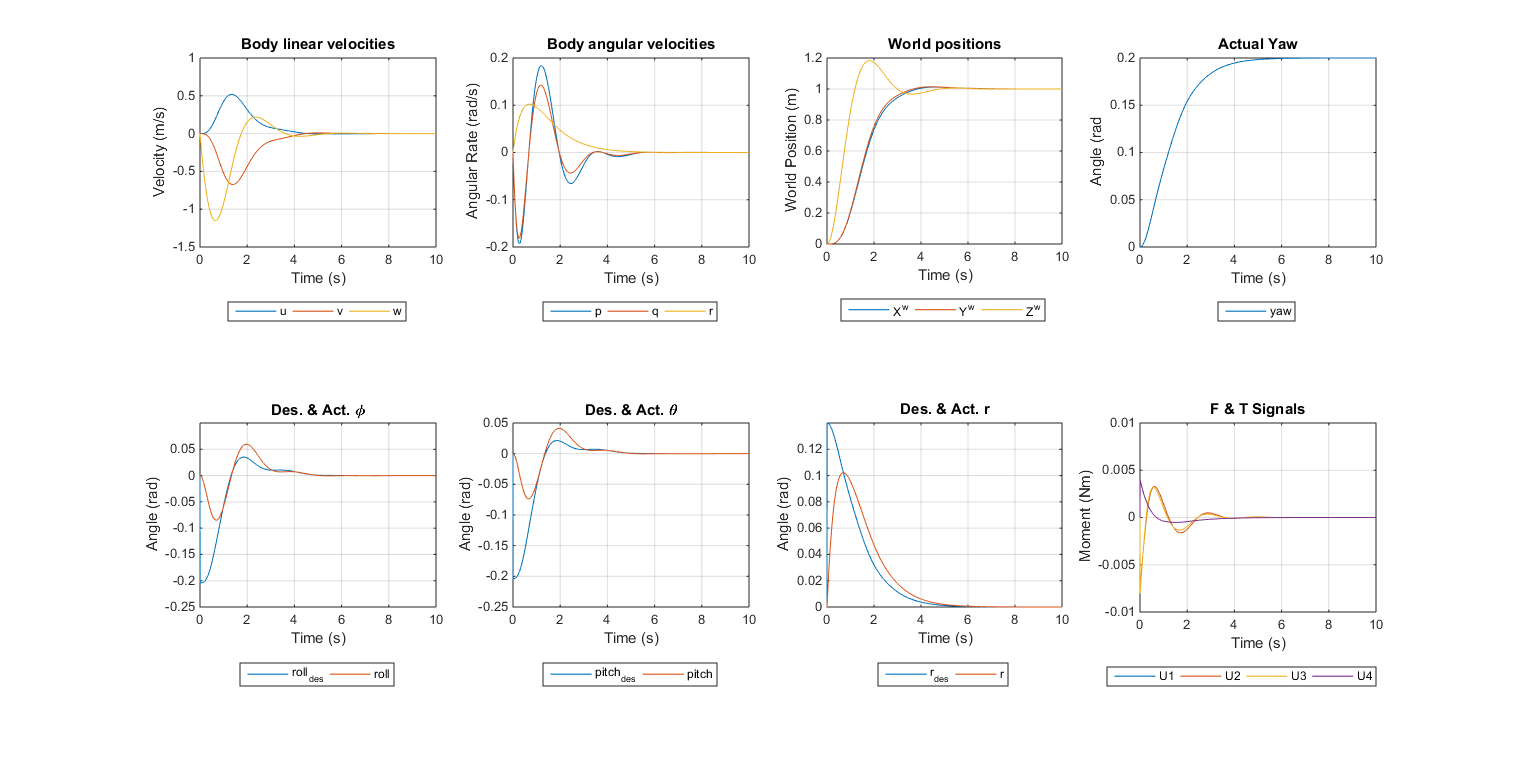 Body linear velocities
1
0.5
0
-0.5
-1
-1.5
Velocity (m/s)
0 2 4 6 8 10
Time (s)
u v w
Body angular velocities
0.2
0.1
0
-0.1
-0.2
Angular Rate (rad/s)
0 2 4 6 8 10
Time (s)
p q r
World positions
1.2
1
0.8
0.6
0.4
0.2
0
World Position (m)
0 2 4 6 8 10
Time (s)
X^w Y^w Z^w
Actual Yaw
0.2
0.15
0.1
0.05
0
Angle (rad
0 2 4 6 8 10
Time (s)
yaw
Des. & Act. ϕ
0.05
0
-0.05
-0.1
-0.15
-0.2
-0.25
Angle (rad)
0 2 4 6 8 10
Time (s)
roll_des roll
Des. & Act. θ
0.05
0
-0.05
-0.1
-0.15
-0.2
-0.25
Angle (rad)
0 2 4 6 8 10
Time (s)
pitch_des pitch
Des. & Act. r
0.12
0.1
0.08
0.06
0.04
0.02
0
Angle (rad)
0 2 4 6 8 10
Time (s)
r_des r
F & T Signals
0.01
0.005
0
-0.005
-0.01
Moment (Nm)
0 2 4 6 8 10
Time (s)
U1 U2 U3 U4